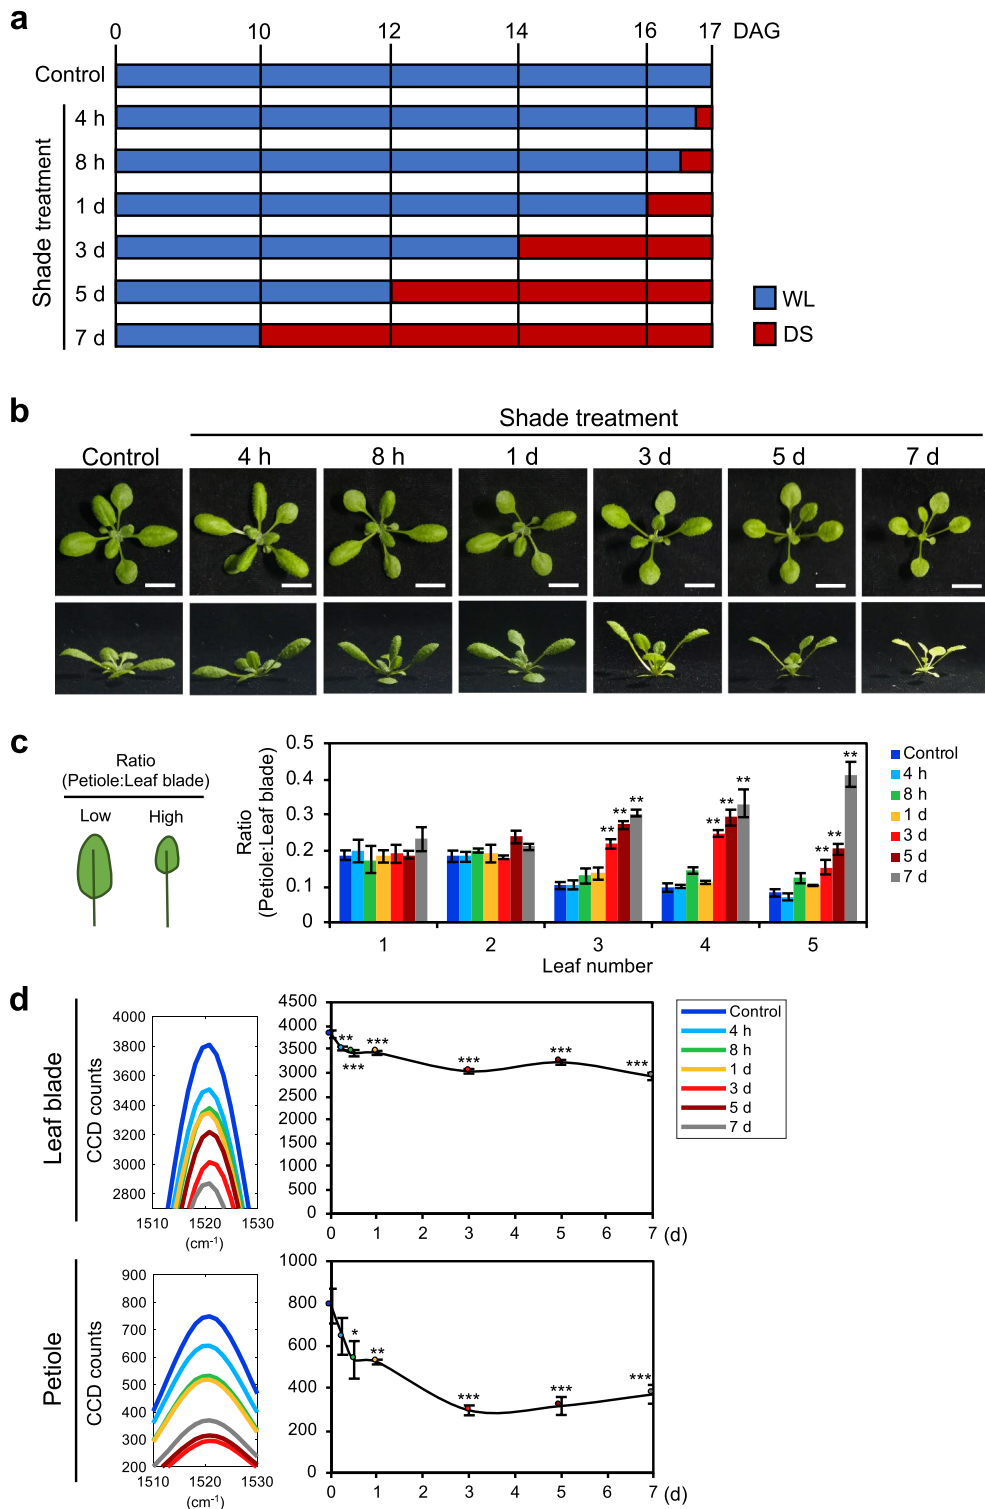 a
0 10 12 14 16 17 DAG
Control
4 h
8 h
1 d
3 d
5 d
7 d
Shade treatment
WL
DS
b
Shade treatment
Control 4 h 8 h 1 d 3 d 5 d 7 d
c
Ratio
(Petiole:Leaf blade)
Low High
Ratio
(Petiole:Leaf blade)
0.5
0.4
0.3
0.2
0.1
0
** ** **
** ** **
** ** **
1 2 3 4 5
Leaf number
Control
4 h
8 h
1 d
3 d
5 d
7 d
d
Leaf blade
CCD counts
4000
3800
3600
3400
3200
3000
2800
1510 1520 1530
(cm-1)
4500
4000
3500
3000
2500
2000
1500
1000
500
0
** *** *** *** *** ***
0 1 2 3 4 5 6 7 (d)
Control
4 h
8 h
1 d
3 d
5 d
7 d
Petiole
CCD counts
900
800
700
600
500
400
300
200
1510 1520 1530
(cm-1)
1000
800
600
400
200
0
* ** *** *** ***
0 1 2 3 4 5 6 7 (d)